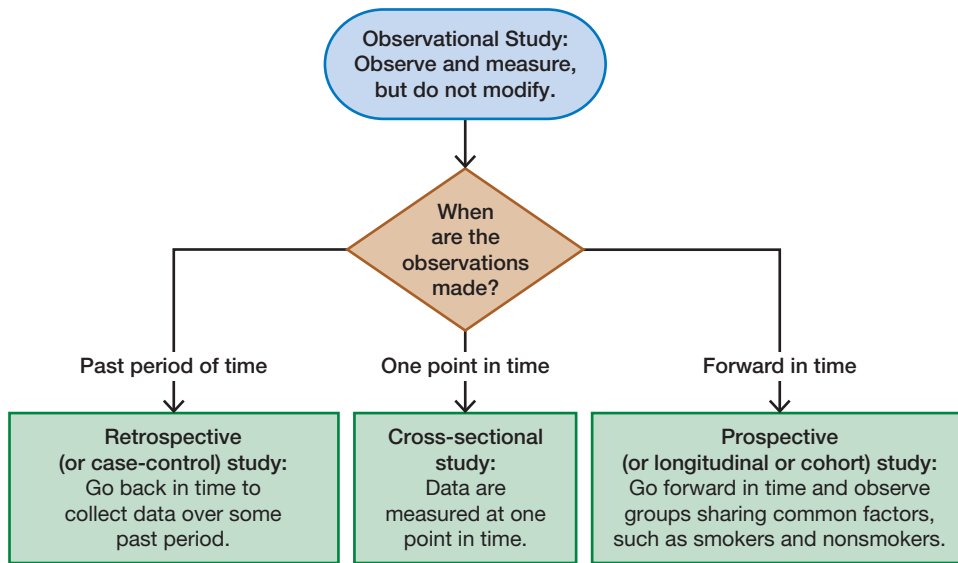 Observational Study:
Observe and measure,
but do not modify.
When
are the
observations
made?
Past period of time
One point in time
Forward in time
Retrospective
(or case-control) study:
Go back in time to
collect data over some
past period.
Cross-sectional
study:
Data are
measured at one
point in time.
Prospective
(or longitudinal or cohort) study:
Go forward in time and observe
groups sharing common factors,
such as smokers and nonsmokers.